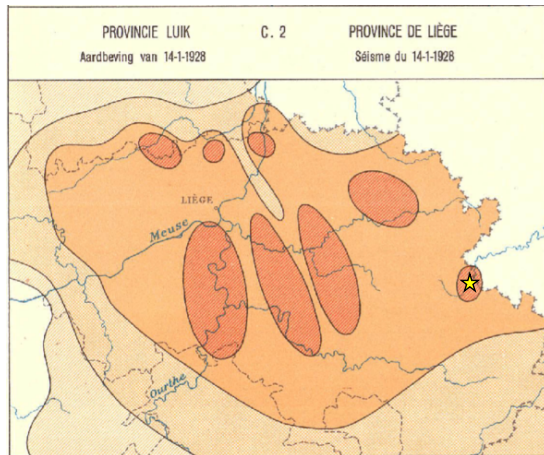 PROVINCIE LUIK
Aardbeving van 14-1-1928
C. 2
PROVINCE DE LIÈGE
Séisme du 14-1-1928
LIÈGE
Meuse
Ourthe